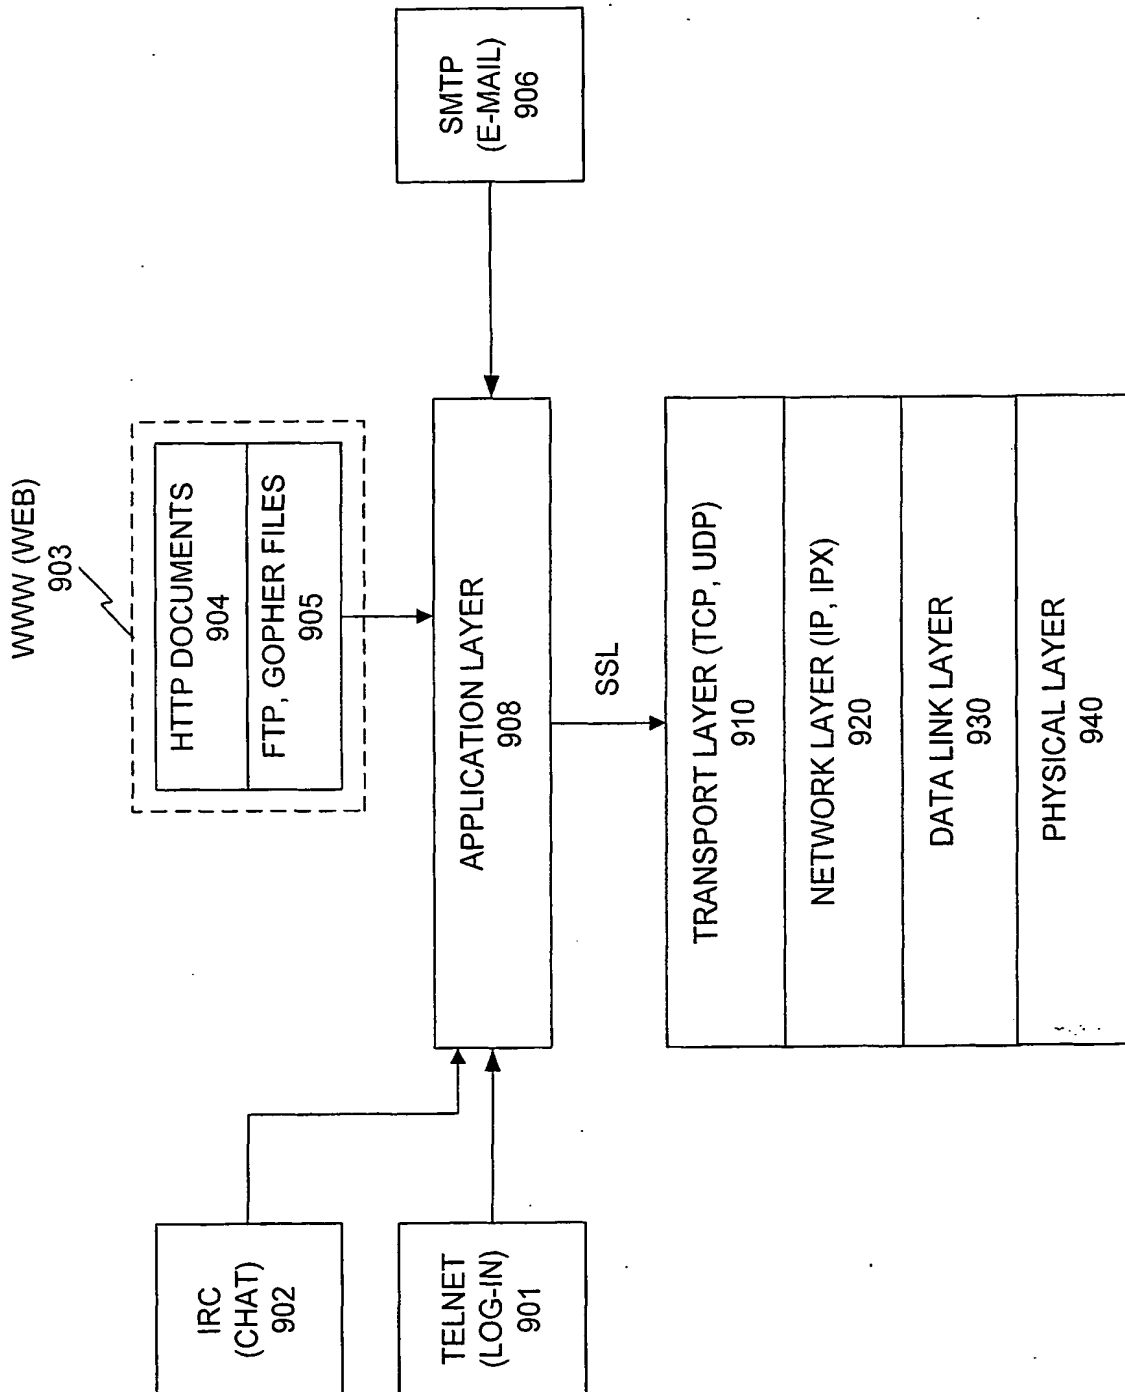 WWW (WEB)
903
HTTP DOCUMENTS
904
FTP, GOPHER FILES
905
IRC
(CHAT)
902
TELNET
(LOG-IN)
901
APPLICATION LAYER
908
SMTP
(E-MAIL)
906
SSL
TRANSPORT LAYER (TCP, UDP)
910
NETWORK LAYER (IP, IPX)
920
DATA LINK LAYER
930
PHYSICAL LAYER
940